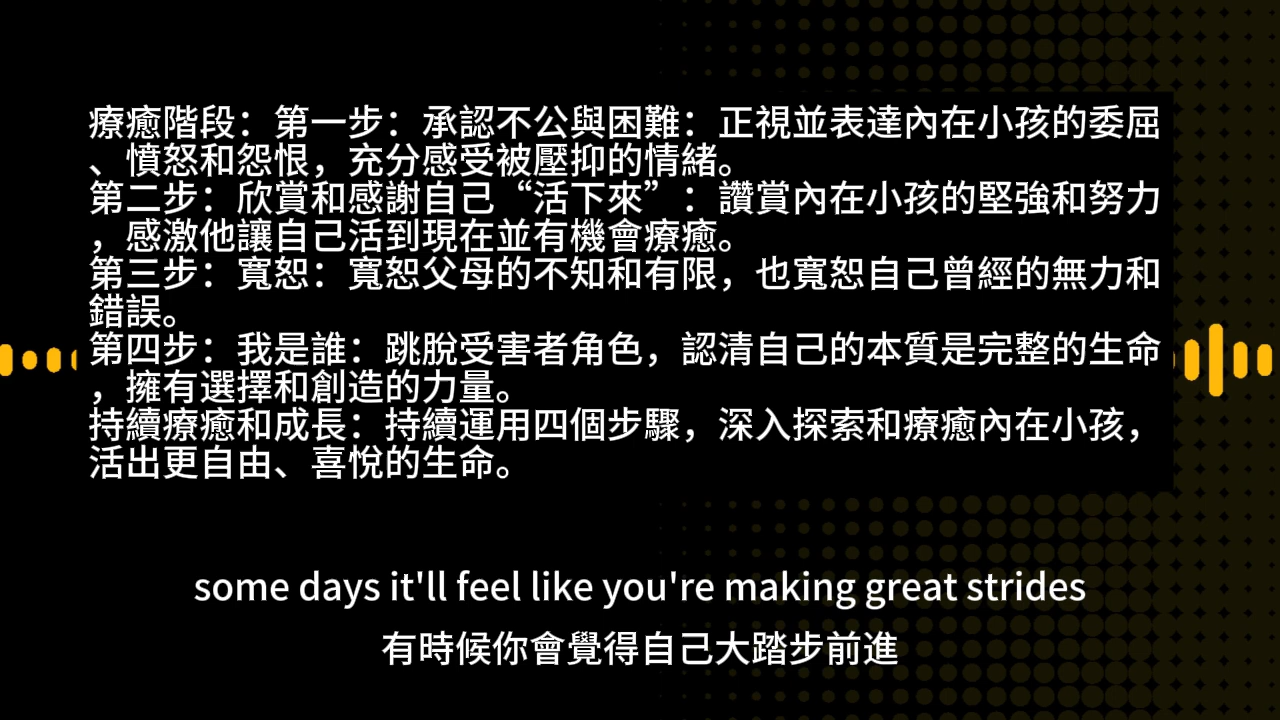 療癒階段：第一步：承認不公與困難：正視並表達內在小孩的委屈
、憤怒和怨恨，充分感受被壓抑的情緒。
第二步：欣賞和感謝自己“活下來”：讚賞內在小孩的堅強和努力
，感激他讓自己活到現在並有機會療癒。
第三步：寬恕：寬恕父母的不知和有限，也寬恕自己曾經的無力和
錯誤。
第四步：我是誰：跳脫受害者角色，認清自己的本質是完整的生命
，擁有選擇和創造的力量。
持續療癒和成長：持續運用四個步驟，深入探索和療癒內在小孩，
活出更自由、喜悅的生命。
some days it'll feel like you're making great strides
有時候你會覺得自己大踏步前進